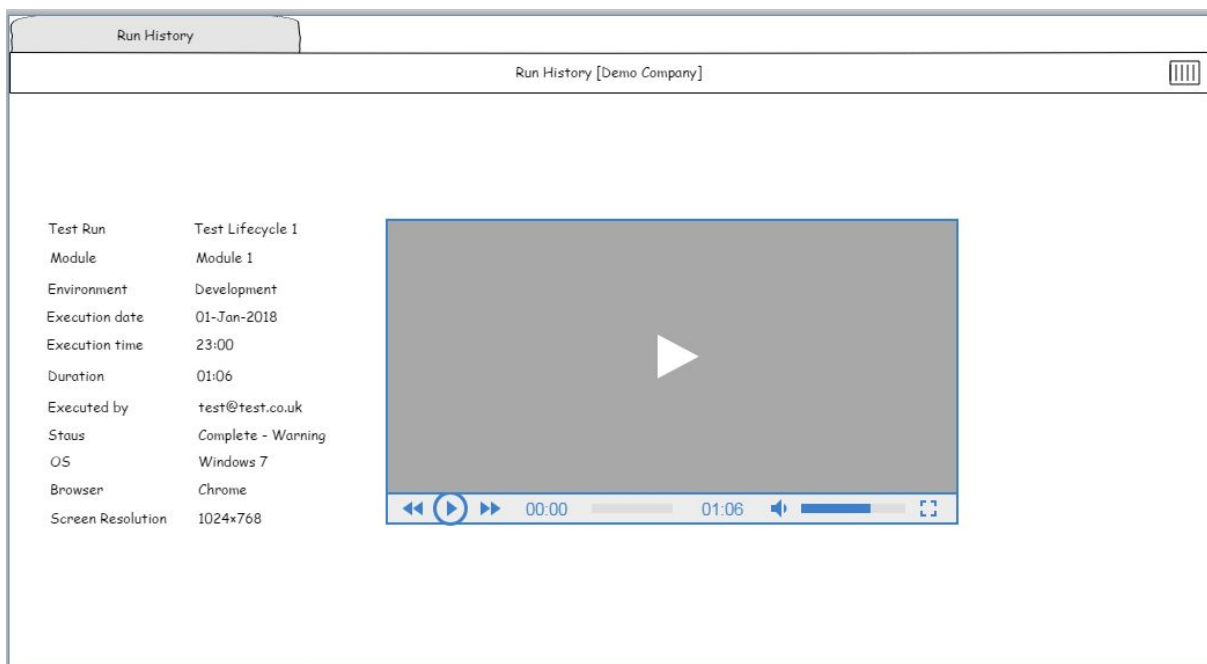 Run History
Run History [Demo Company]
Test Run Test Lifecycle 1
Module Module 1
Environment Development
Execution date 01-Jan-2018
Execution time 23:00
Duration 01:06
Executed by test@test.co.uk
Staus Complete - Warning
OS Windows 7
Browser Chrome
Screen Resolution 1024×768
00:00 01:06